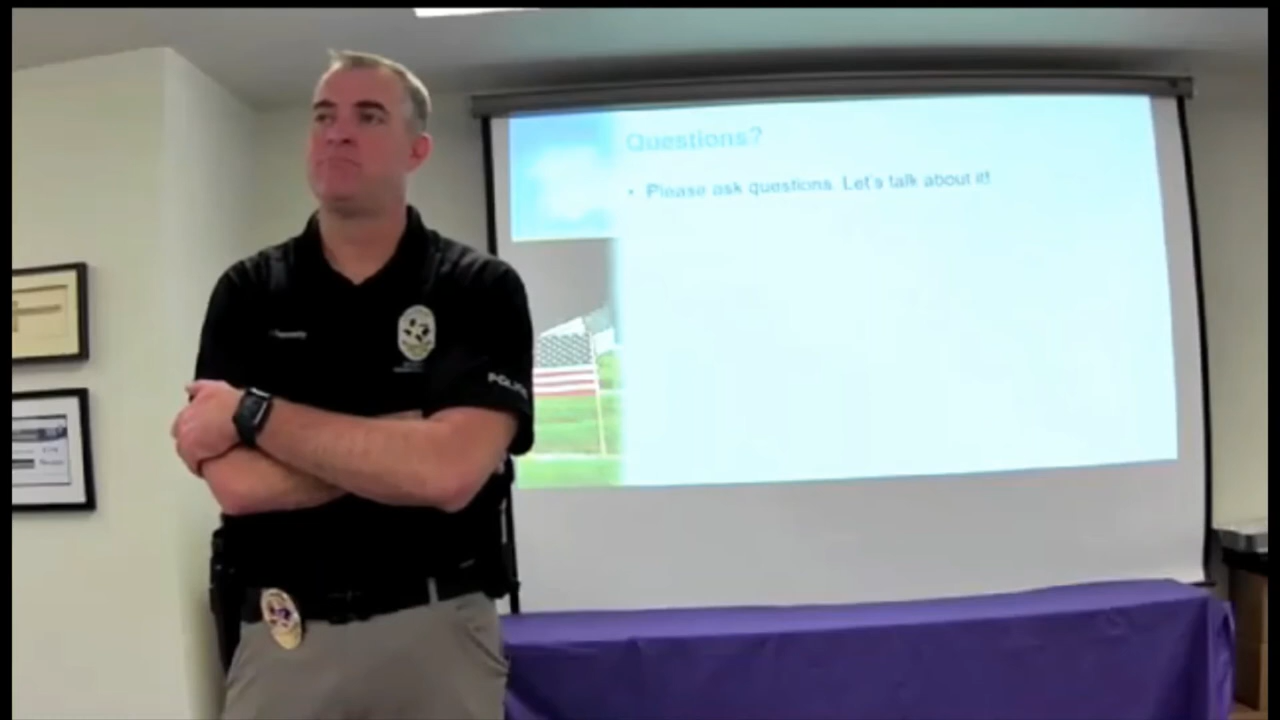 Questions?
• Please ask questions. Let's talk about it!
POLICE